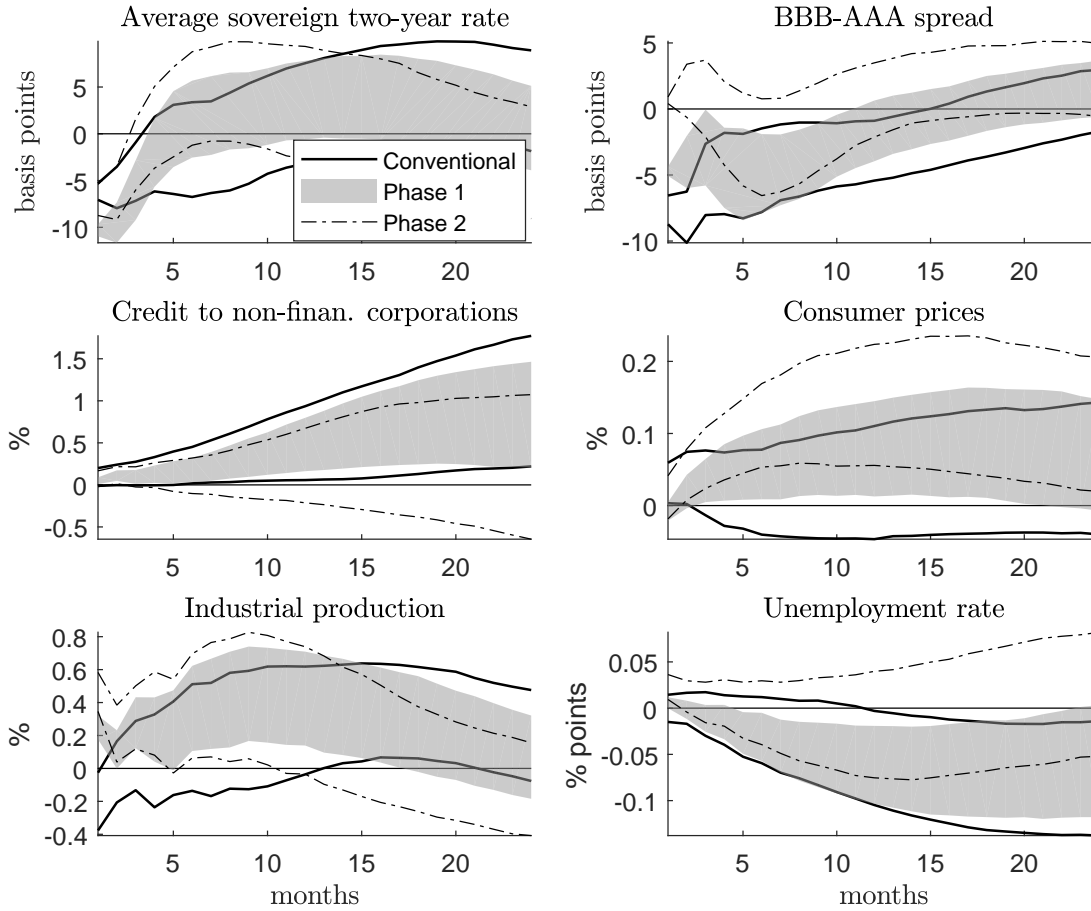 Average sovereign two-year rate
BBB-AAA spread
basis points
5
0
-5
-10
Conventional
Phase 1
Phase 2
5 10 15 20
basis points
5
0
-5
-10
5 10 15 20
Credit to non-finan. corporations
Consumer prices
%
1.5
1
0.5
0
-0.5
5 10 15 20
%
0.2
0.1
0
5 10 15 20
Industrial production
Unemployment rate
%
0.8
0.6
0.4
0.2
0
-0.2
-0.4
5 10 15 20
months
% points
0.05
0
-0.05
-0.1
5 10 15 20
months